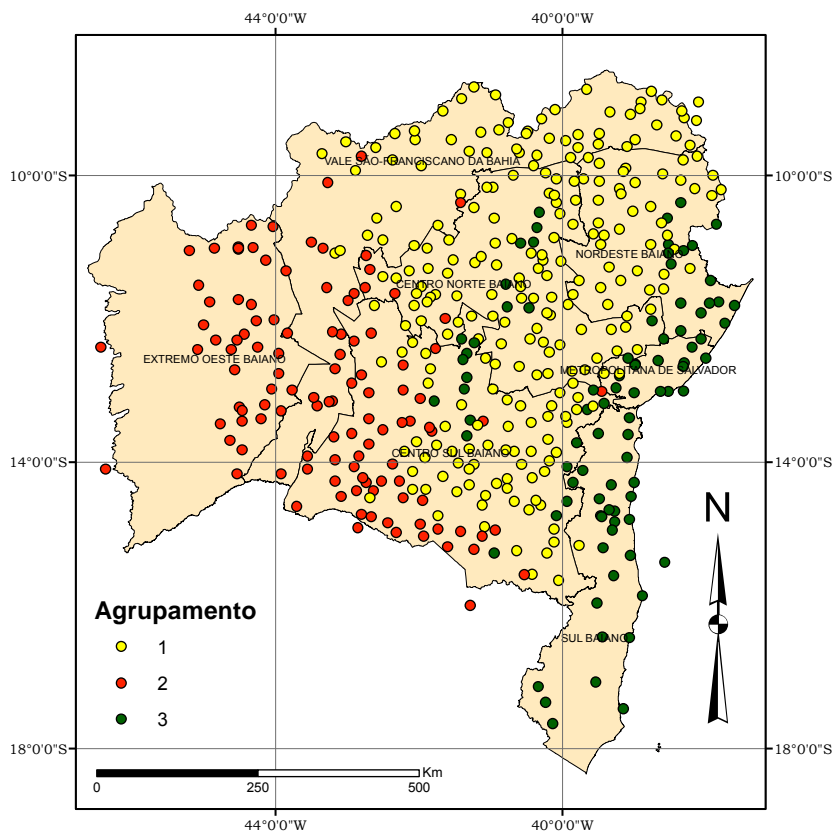 44°0'0"W 40°0'0"W
10°0'0"S 10°0'0"S
VALE SÃO-FRANCISCANO DA BAHIA
NORDESTE BAIANO
CENTRO NORTE BAIANO
EXTREMO OESTE BAIANO
METROPOLITANA DE SALVADOR
CENTRO SUL BAIANO
14°0'0"S 14°0'0"S
N
Agrupamento
1
2
3
SUL BAIANO
18°0'0"S 18°0'0"S
Km
0 250 500
44°0'0"W 40°0'0"W